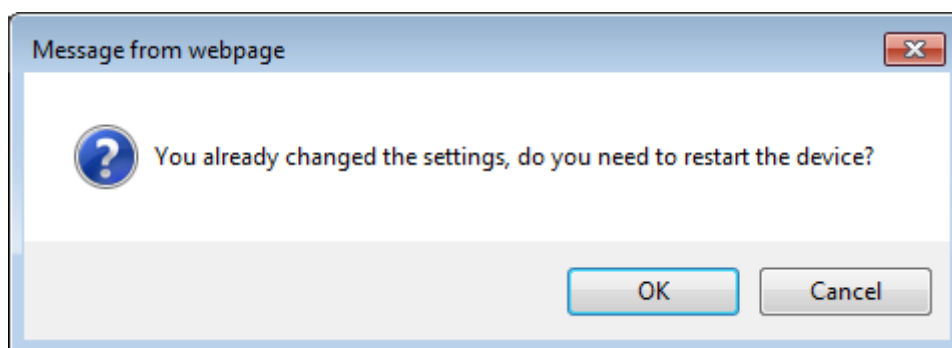 Message from webpage
You already changed the settings, do you need to restart the device?
OK
Cancel